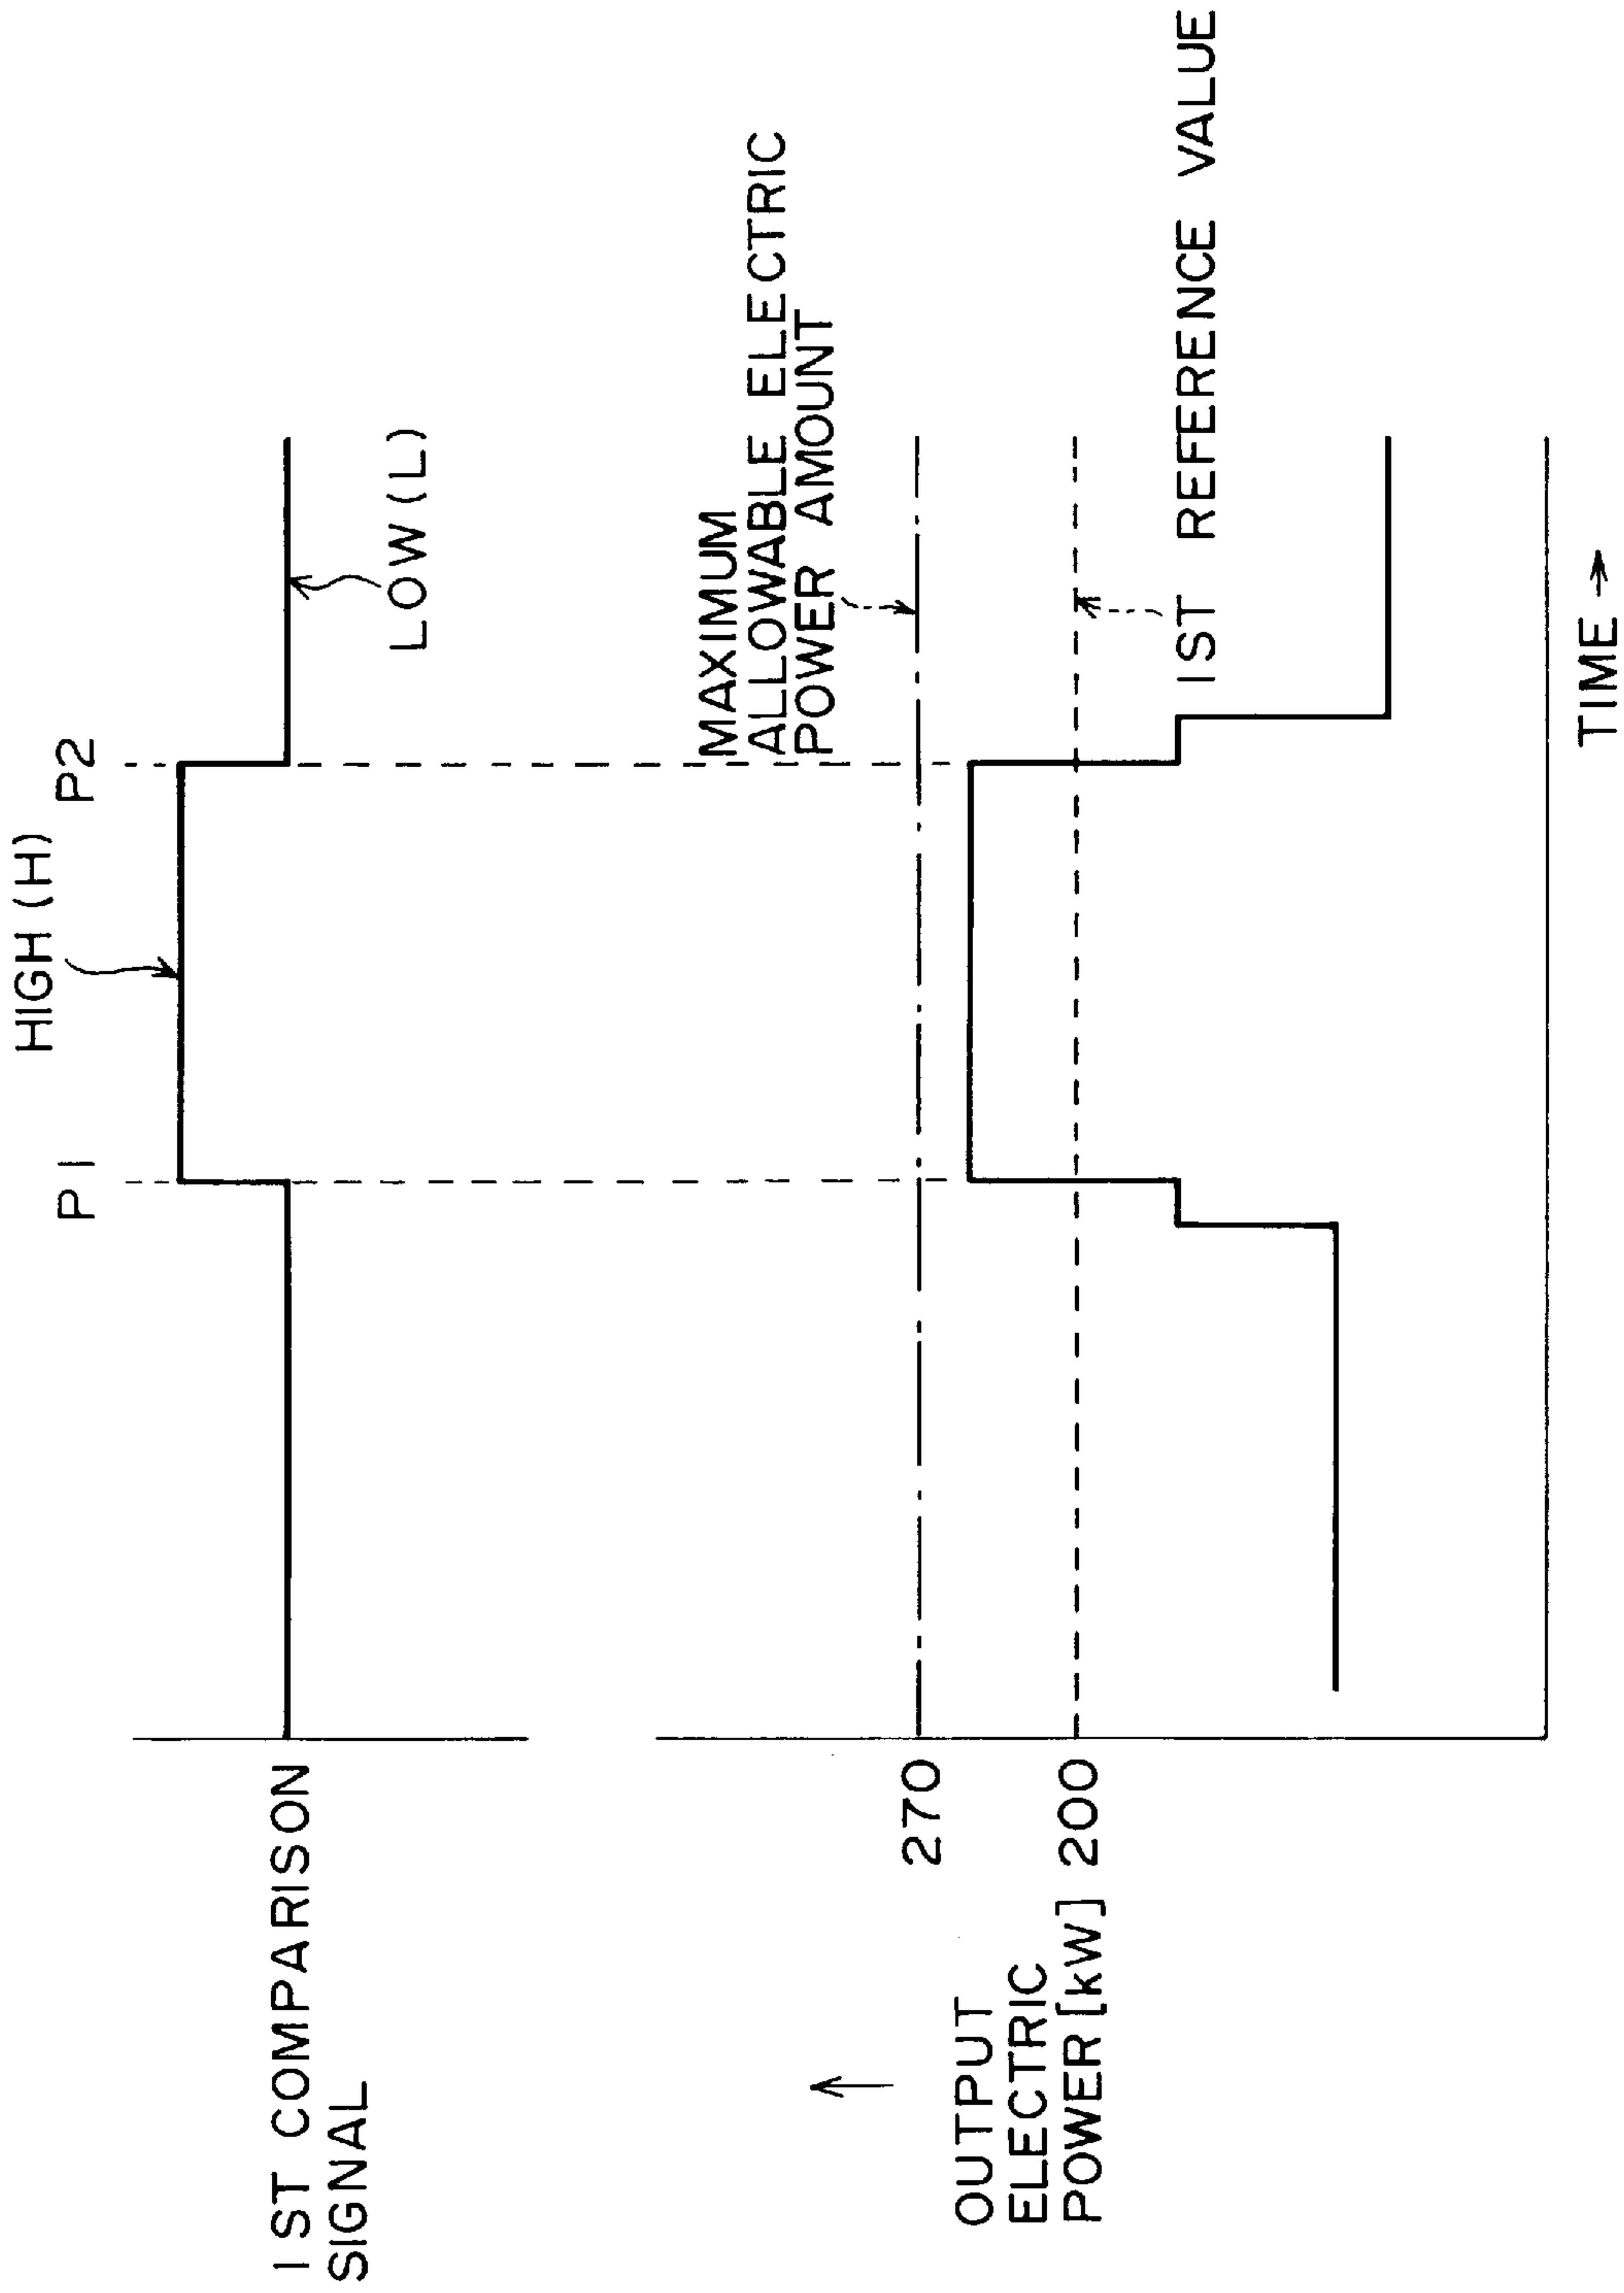 P1
HIGH(H)
P2
1ST COMPARISON
SIGNAL
LOW(L)
MAXIMUM
ALLOWABLE ELECTRIC
POWER AMOUNT
270
OUTPUT
ELECTRIC
POWER[kW]
200
1ST REFERENCE VALUE
TIME